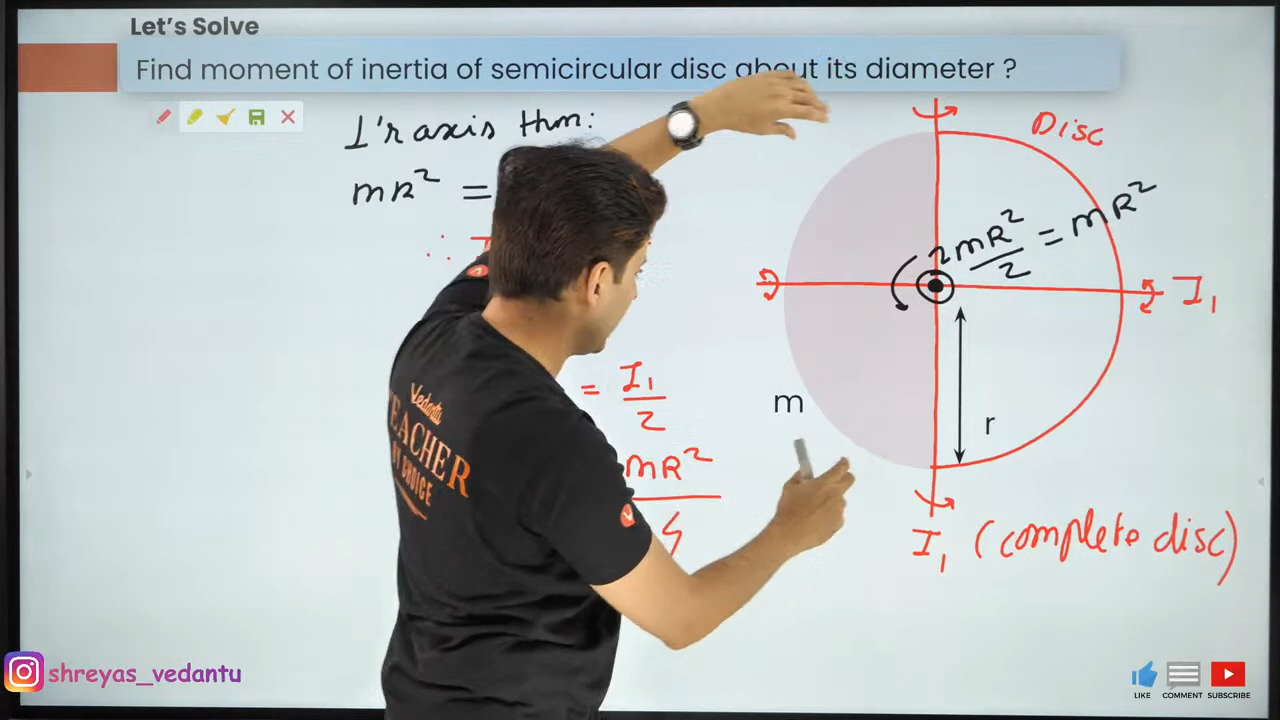 Let's Solve
Find moment of inertia of semicircular disc about its diameter ?
I'r axis thm:
mR² =
∴ I
= I₁/2
mR²/4
Disc
2mR²/2 = mR²
I₁
m
r
I₁ (complete disc)
Vedantu
TEACHER
BY CHOICE
shreyas_vedantu
LIKE
COMMENT
SUBSCRIBE